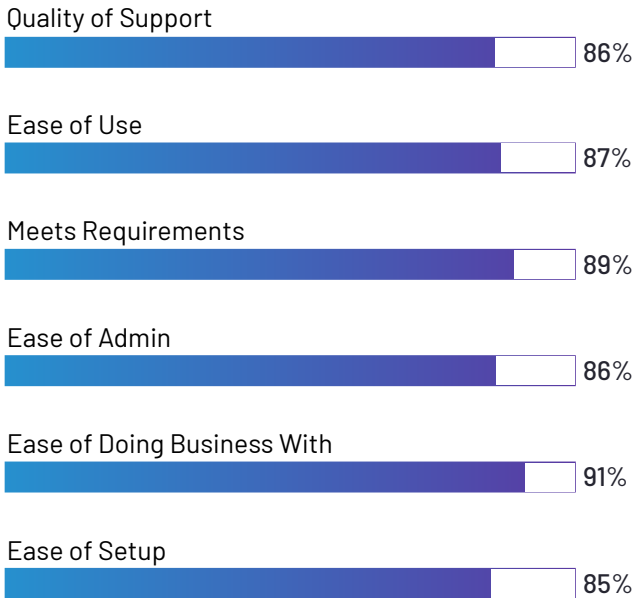 Quality of Support
86%
Ease of Use
87%
Meets Requirements
89%
Ease of Admin
86%
Ease of Doing Business With
91%
Ease of Setup
85%